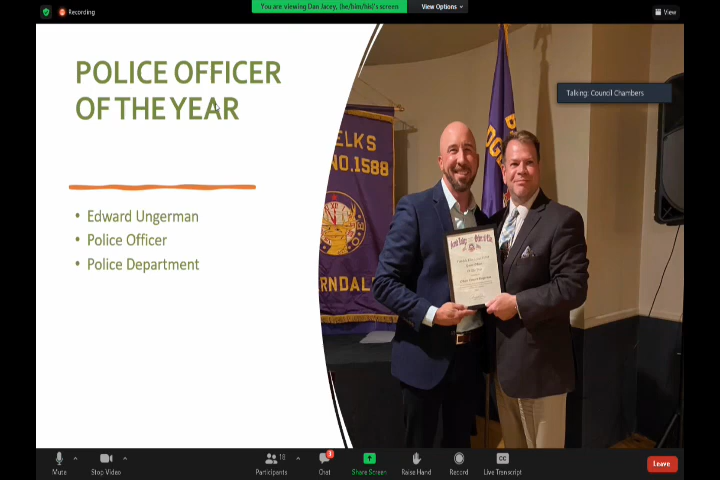 Recording
You are viewing Dan Jacey, (he/him/his)'s screen
View Options
View
POLICE OFFICER
OF THE YEAR
Talking: Council Chambers
ELKS
NO.1588
RNDAL
• Edward Ungerman
• Police Officer
• Police Department
Mute
Stop Video
18
Participants
1
Chat
Share Screen
Raise Hand
Record
CC
Live Transcript
Leave